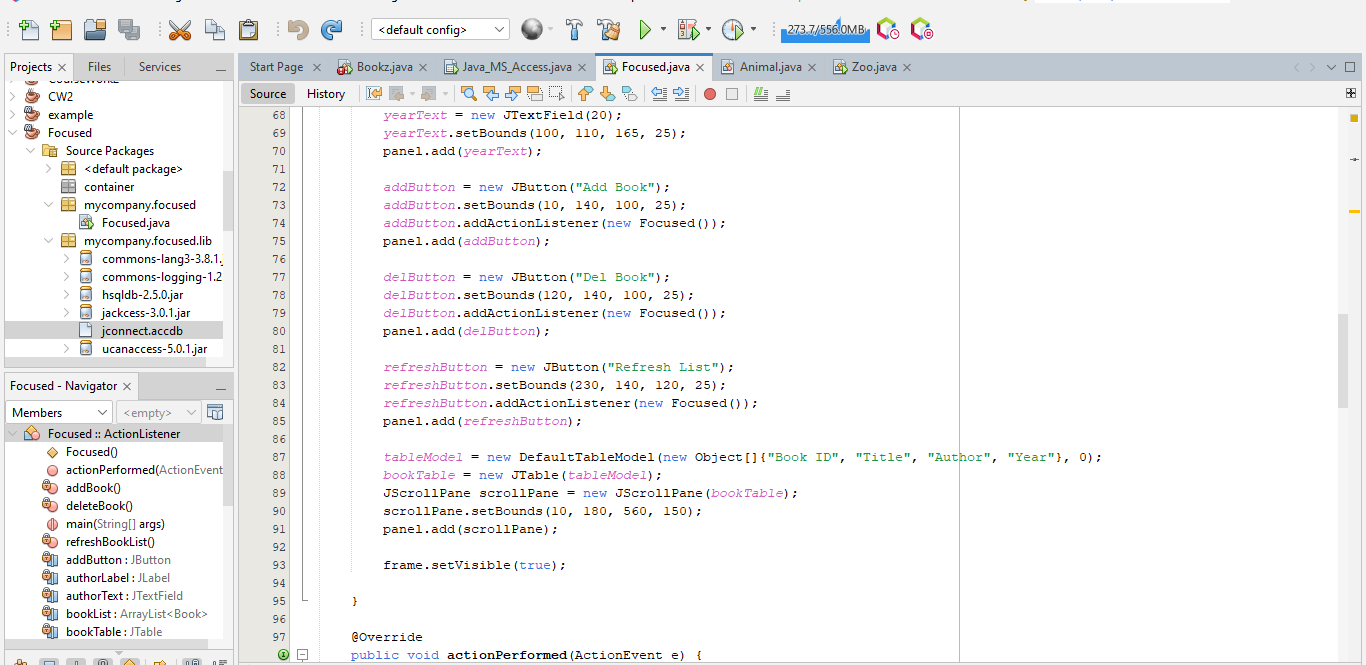 <default config>
273.7/556.0MB
Projects
Files
Services
CW2
example
Focused
Source Packages
<default package>
container
mycompany.focused
Focused.java
mycompany.focused.lib
commons-lang3-3.8.1.
commons-logging-1.2
hsqldb-2.5.0.jar
jackcess-3.0.1.jar
jconnect.accdb
ucanaccess-5.0.1.jar
Focused - Navigator
Members
<empty>
Focused :: ActionListener
Focused()
actionPerformed(ActionEvent
addBook()
deleteBook()
main(String[] args)
refreshBookList()
addButton : JButton
authorLabel : JLabel
authorText : JTextField
bookList : ArrayList<Book>
bookTable : JTable
Start Page
Bookz.java
Java_MS_Access.java
Focused.java
Animal.java
Zoo.java
Source
History
68 yearText = new JTextField(20);
69 yearText.setBounds(100, 110, 165, 25);
70 panel.add(yearText);
71
72 addButton = new JButton("Add Book");
73 addButton.setBounds(10, 140, 100, 25);
74 addButton.addActionListener(new Focused());
75 panel.add(addButton);
76
77 delButton = new JButton("Del Book");
78 delButton.setBounds(120, 140, 100, 25);
79 delButton.addActionListener(new Focused());
80 panel.add(delButton);
81
82 refreshButton = new JButton("Refresh List");
83 refreshButton.setBounds(230, 140, 120, 25);
84 refreshButton.addActionListener(new Focused());
85 panel.add(refreshButton);
86
87 tableModel = new DefaultTableModel(new Object[]{"Book ID", "Title", "Author", "Year"}, 0);
88 bookTable = new JTable(tableModel);
89 JScrollPane scrollPane = new JScrollPane(bookTable);
90 scrollPane.setBounds(10, 180, 560, 150);
91 panel.add(scrollPane);
92
93 frame.setVisible(true);
94
95 }
96
97 @Override
public void actionPerformed(ActionEvent e) {